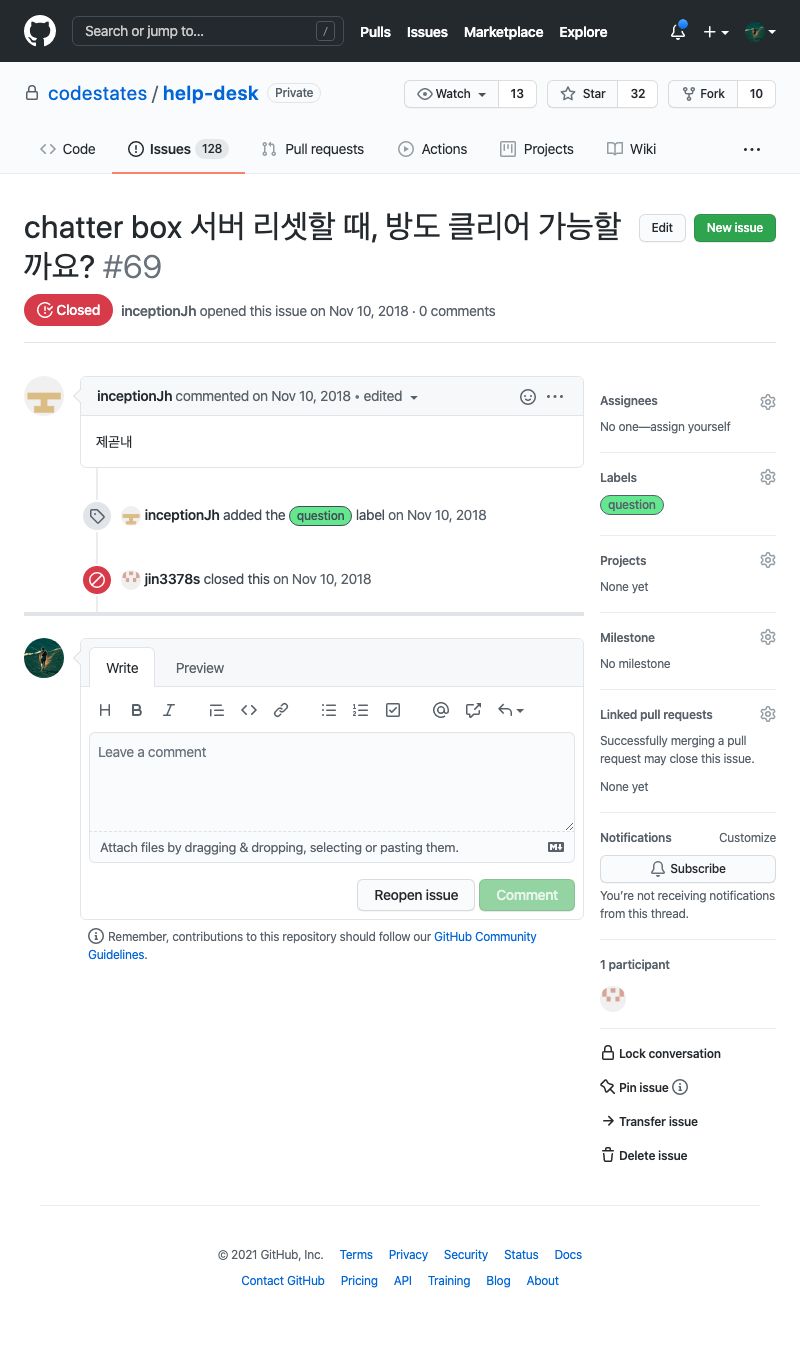 Search or jump to... /
Pulls Issues Marketplace Explore
codestates / help-desk Private
Watch 13 Star 32 Fork 10
Code Issues 128 Pull requests Actions Projects Wiki ...
chatter box 서버 리셋할 때, 방도 클리어 가능할
까요? #69
Edit New issue
Closed inceptionJh opened this issue on Nov 10, 2018 · 0 comments
inceptionJh commented on Nov 10, 2018 • edited
제곧내
inceptionJh added the question label on Nov 10, 2018
jin3378s closed this on Nov 10, 2018
Write Preview
Leave a comment
Attach files by dragging & dropping, selecting or pasting them.
Reopen issue Comment
Remember, contributions to this repository should follow our GitHub Community
Guidelines.
Assignees
No one—assign yourself
Labels
question
Projects
None yet
Milestone
No milestone
Linked pull requests
Successfully merging a pull
request may close this issue.
None yet
Notifications Customize
Subscribe
You're not receiving notifications
from this thread.
1 participant
Lock conversation
Pin issue
Transfer issue
Delete issue
© 2021 GitHub, Inc. Terms Privacy Security Status Docs
Contact GitHub Pricing API Training Blog About